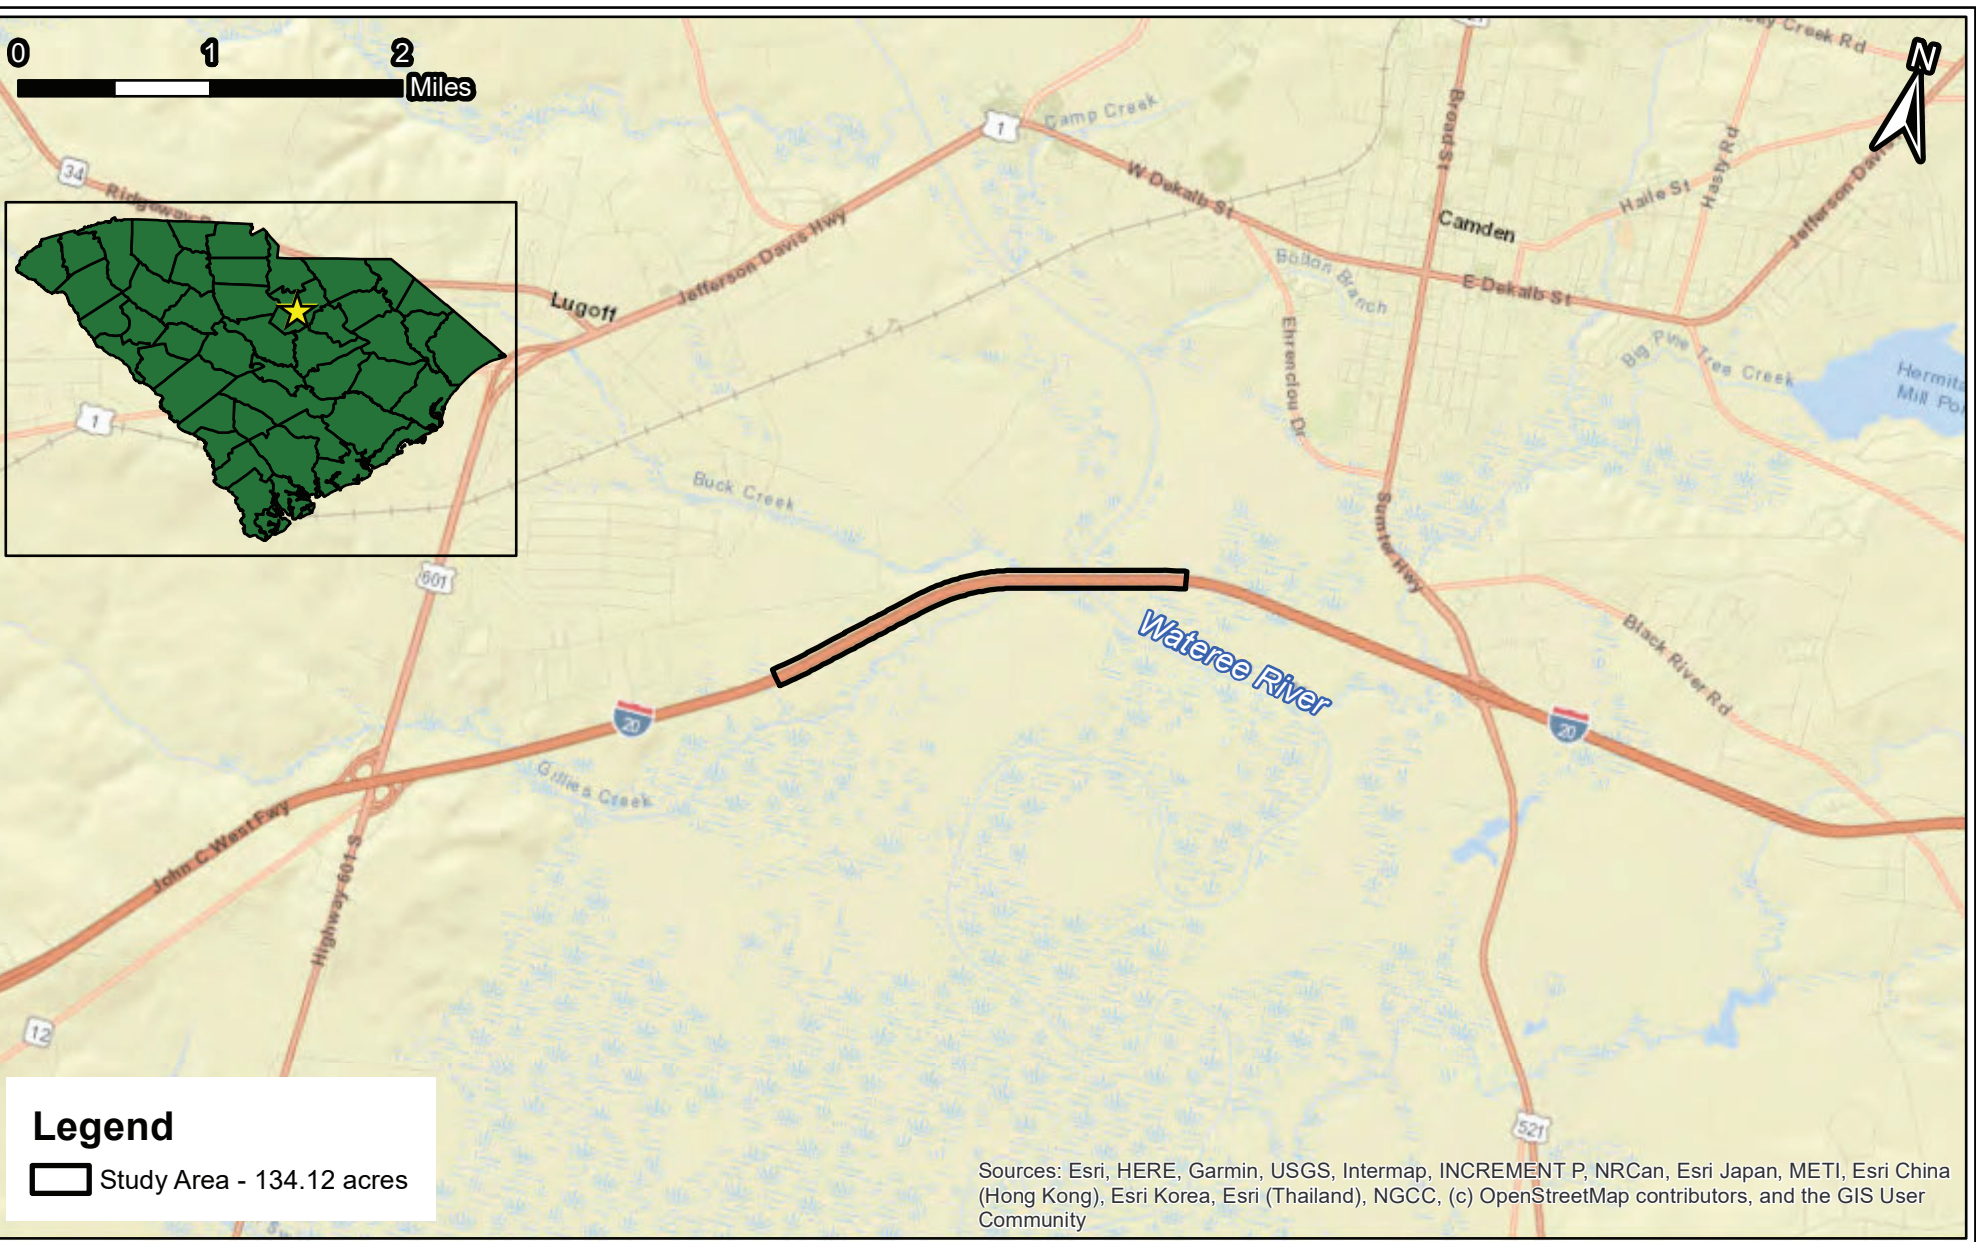 0 1 2
Miles
N
Creek Rd
34
Ridgeway
1
Camp Creek
Broad St
W Dekalb St
Hasty Rd
Haile St
Jefferson Davis
Jefferson Davis Hwy
Camden
Bolton Branch
E Dekalb St
Lugoff
Ehrenclou Dr
Big Pine Tree Creek
Hermita
Mill Po
1
Buck Creek
Sumter Hwy
601
Wateree River
Black River Rd
20
20
Gillies Creek
John C West Fwy
Highway 601 S
12
521
Legend
Study Area - 134.12 acres
Sources: Esri, HERE, Garmin, USGS, Intermap, INCREMENT P, NRCan, Esri Japan, METI, Esri China
(Hong Kong), Esri Korea, Esri (Thailand), NGCC, (c) OpenStreetMap contributors, and the GIS User
Community